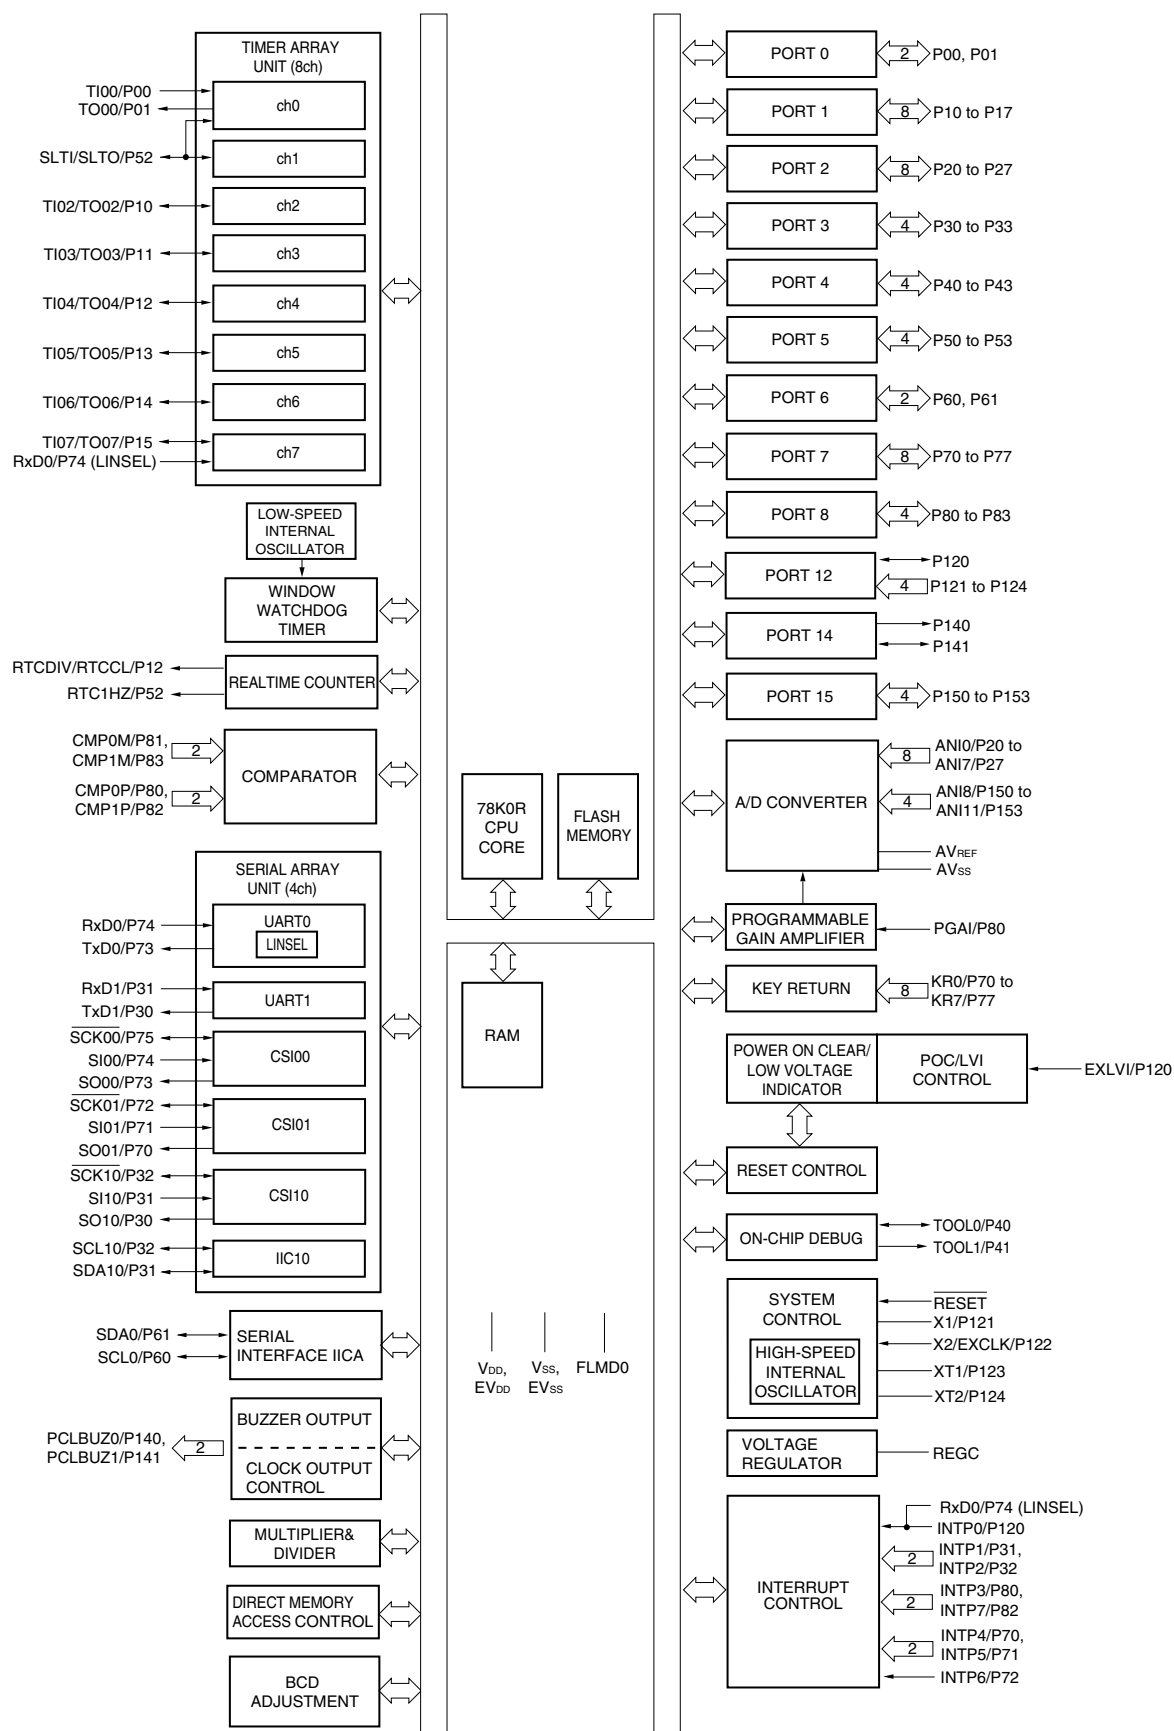 TIMER ARRAY
UNIT (8ch)
TI00/P00
TO00/P01
ch0
SLTI/SLTO/P52
ch1
TI02/TO02/P10
ch2
TI03/TO03/P11
ch3
TI04/TO04/P12
ch4
TI05/TO05/P13
ch5
TI06/TO06/P14
ch6
TI07/TO07/P15
RxD0/P74 (LINSEL)
ch7
LOW-SPEED
INTERNAL
OSCILLATOR
WINDOW
WATCHDOG
TIMER
RTCDIV/RTCCL/P12
RTC1HZ/P52
REALTIME COUNTER
CMP0M/P81,
CMP1M/P83
2
CMP0P/P80,
CMP1P/P82
2
COMPARATOR
SERIAL ARRAY
UNIT (4ch)
RxD0/P74
TxD0/P73
UART0
LINSEL
RxD1/P31
TxD1/P30
UART1
SCK00/P75
SI00/P74
SO00/P73
CSI00
SCK01/P72
SI01/P71
SO01/P70
CSI01
SCK10/P32
SI10/P31
SO10/P30
CSI10
SCL10/P32
SDA10/P31
IIC10
SDA0/P61
SCL0/P60
SERIAL
INTERFACE IICA
PCLBUZ0/P140,
PCLBUZ1/P141
2
BUZZER OUTPUT
CLOCK OUTPUT
CONTROL
MULTIPLIER&
DIVIDER
DIRECT MEMORY
ACCESS CONTROL
BCD
ADJUSTMENT
78K0R
CPU
CORE
FLASH
MEMORY
RAM
VDD,
EVDD
VSS,
EVSS
FLMD0
PORT 0
2
P00, P01
PORT 1
8
P10 to P17
PORT 2
8
P20 to P27
PORT 3
4
P30 to P33
PORT 4
4
P40 to P43
PORT 5
4
P50 to P53
PORT 6
2
P60, P61
PORT 7
8
P70 to P77
PORT 8
4
P80 to P83
PORT 12
P120
4
P121 to P124
PORT 14
P140
P141
PORT 15
4
P150 to P153
A/D CONVERTER
8
ANI0/P20 to
ANI7/P27
4
ANI8/P150 to
ANI11/P153
AVREF
AVSS
PROGRAMMABLE
GAIN AMPLIFIER
PGAI/P80
KEY RETURN
8
KR0/P70 to
KR7/P77
POWER ON CLEAR/
LOW VOLTAGE
INDICATOR
POC/LVI
CONTROL
EXLVI/P120
RESET CONTROL
ON-CHIP DEBUG
TOOL0/P40
TOOL1/P41
SYSTEM
CONTROL
HIGH-SPEED
INTERNAL
OSCILLATOR
RESET
X1/P121
X2/EXCLK/P122
XT1/P123
XT2/P124
VOLTAGE
REGULATOR
REGC
INTERRUPT
CONTROL
RxD0/P74 (LINSEL)
INTP0/P120
2
INTP1/P31,
INTP2/P32
2
INTP3/P80,
INTP7/P82
2
INTP4/P70,
INTP5/P71
INTP6/P72